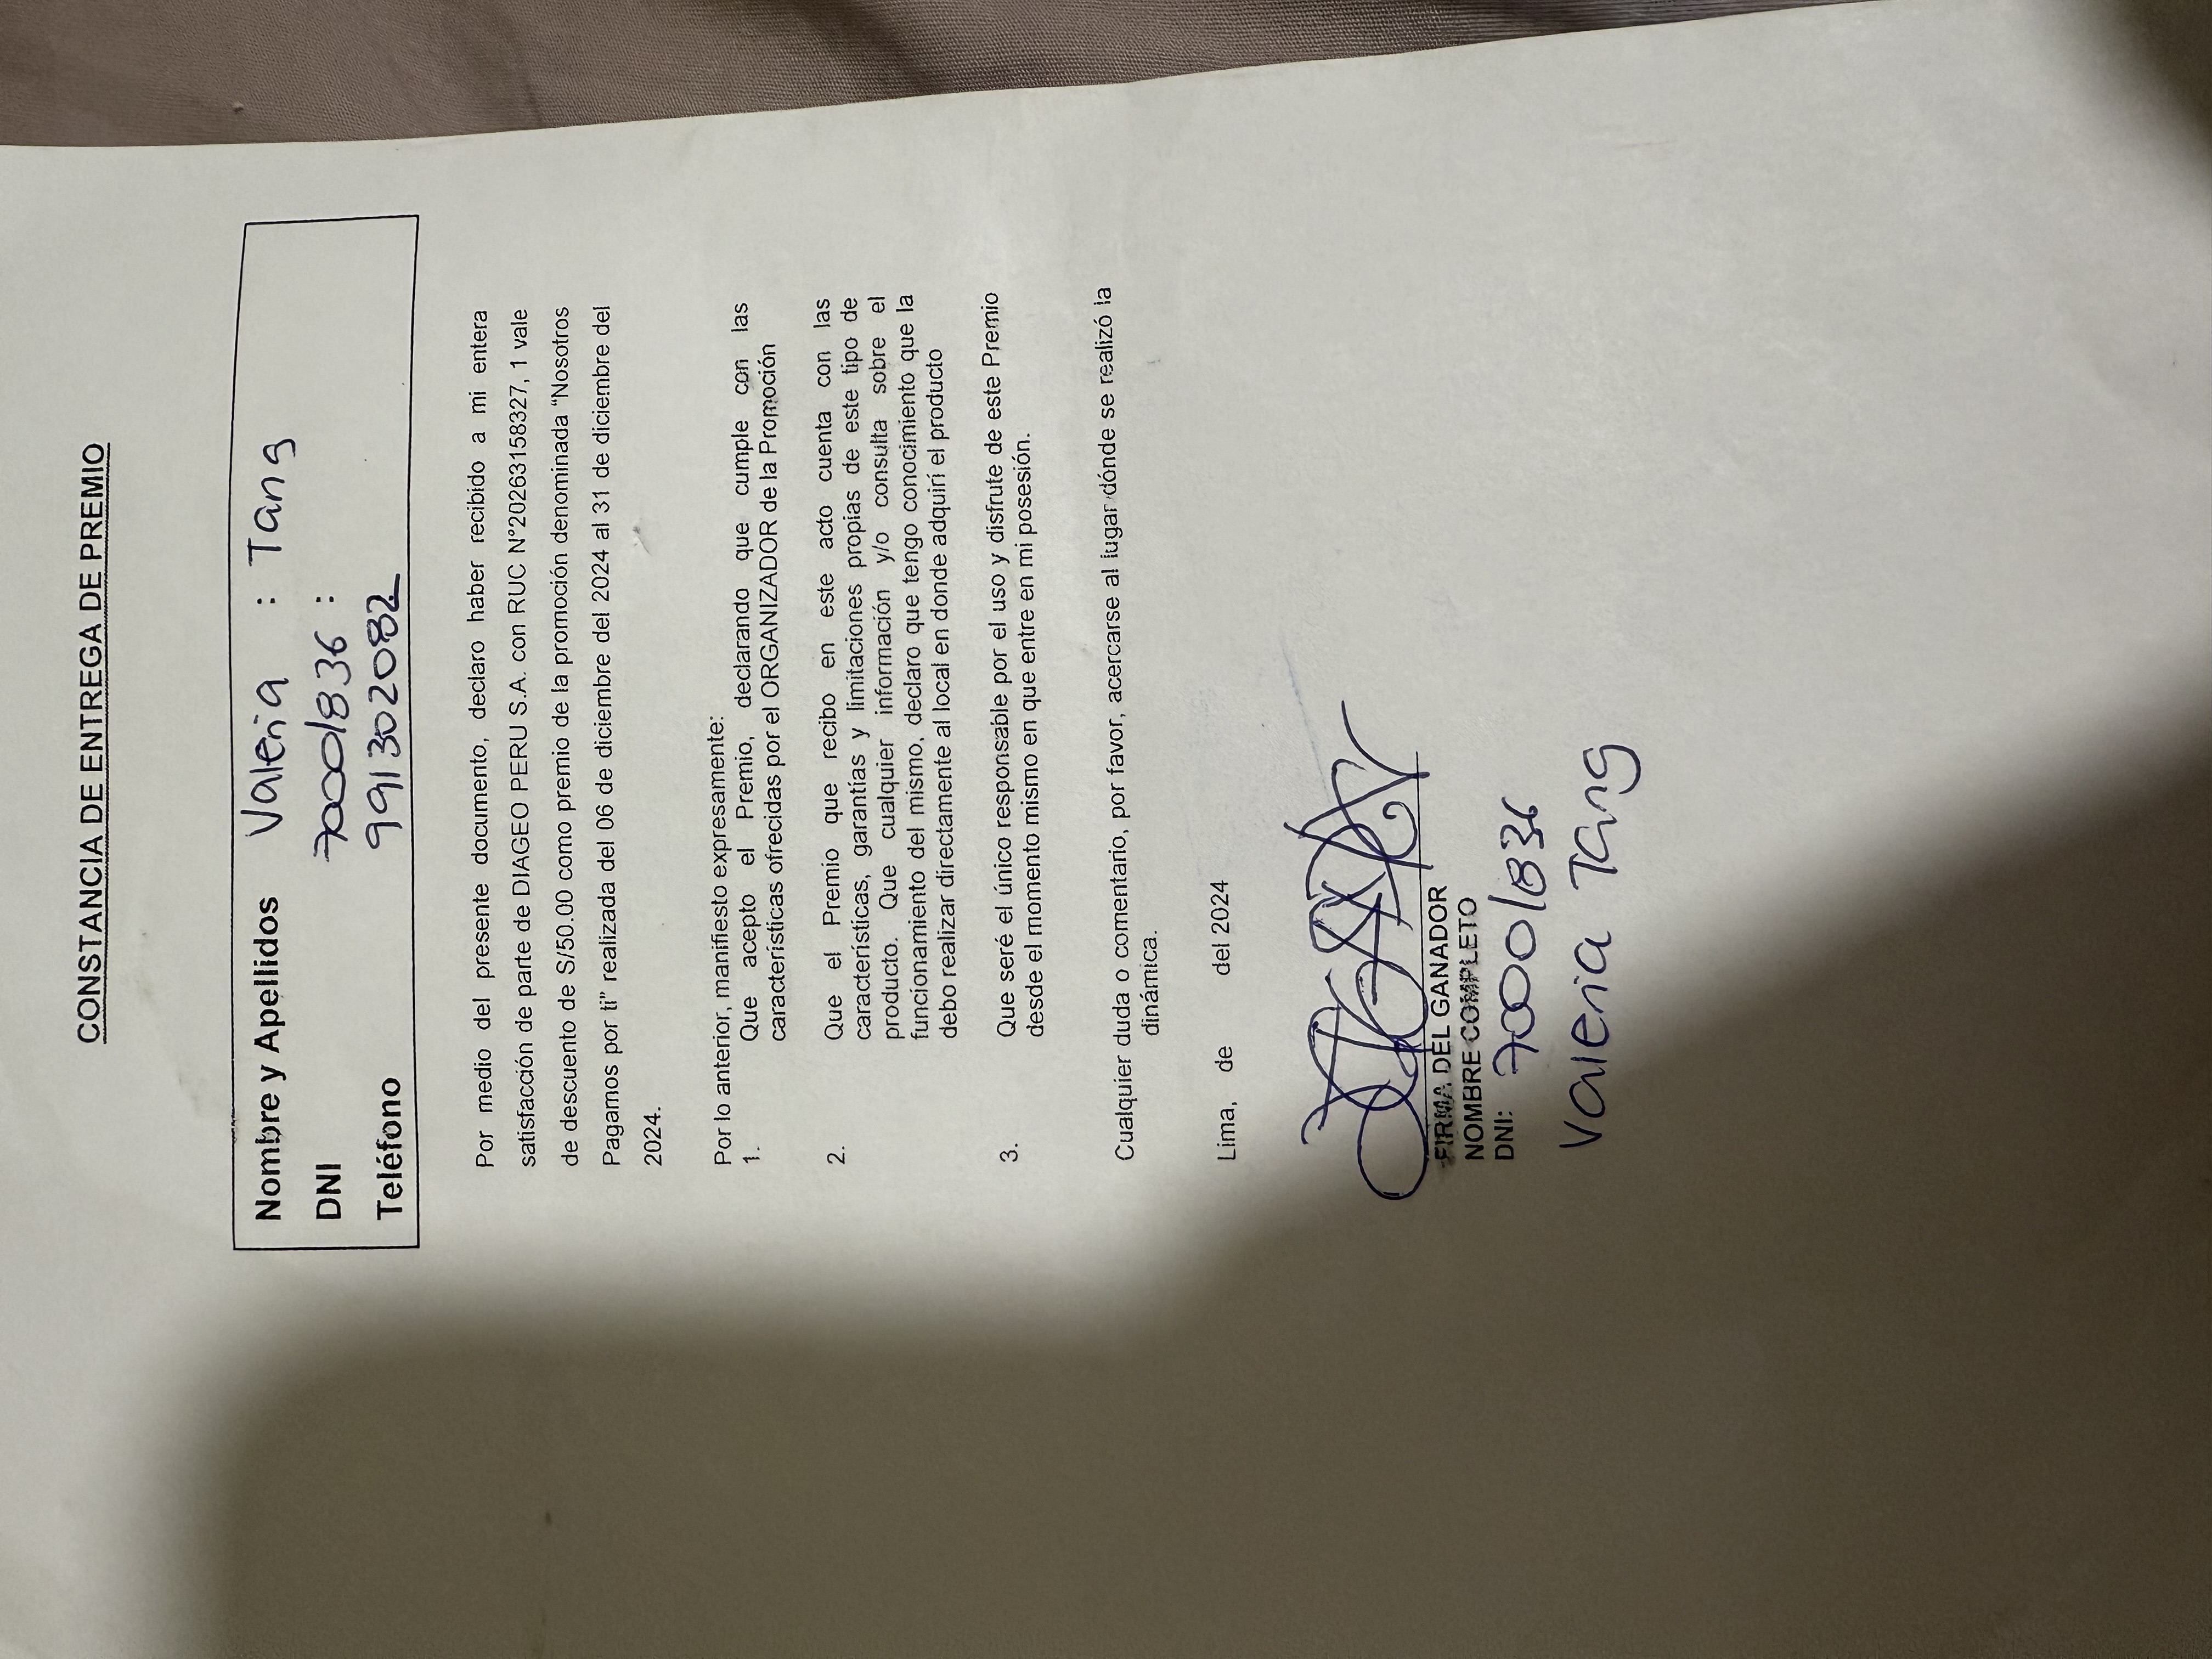 CONSTANCIA DE ENTREGA DE PREMIO
Nombre y Apellidos Valeria : Tang
DNI 70001836 :
Teléfono 991302082
Por medio del presente documento, declaro haber recibido a mi entera
satisfacción de parte de DIAGEO PERU S.A. con RUC N°20263158327, 1 vale
de descuento de S/50.00 como premio de la promoción denominada “Nosotros
Pagamos por ti” realizada del 06 de diciembre del 2024 al 31 de diciembre del
2024.
Por lo anterior, manifiesto expresamente:
1. Que acepto el Premio, declarando que cumple con las
características ofrecidas por el ORGANIZADOR de la Promoción
2. Que el Premio que recibo en este acto cuenta con las
características, garantías y limitaciones propias de este tipo de
producto. Que cualquier información y/o consulta sobre el
funcionamiento del mismo, declaro que tengo conocimiento que la
debo realizar directamente al local en donde adquirí el producto
3. Que seré el único responsable por el uso y disfrute de este Premio
desde el momento mismo en que entre en mi posesión.
Cualquier duda o comentario, por favor, acercarse al lugar dónde se realizó la
dinámica.
Lima, de del 2024
FIRMA DEL GANADOR
NOMBRE COMPLETO
DNI: 70001836
Valeria Tang